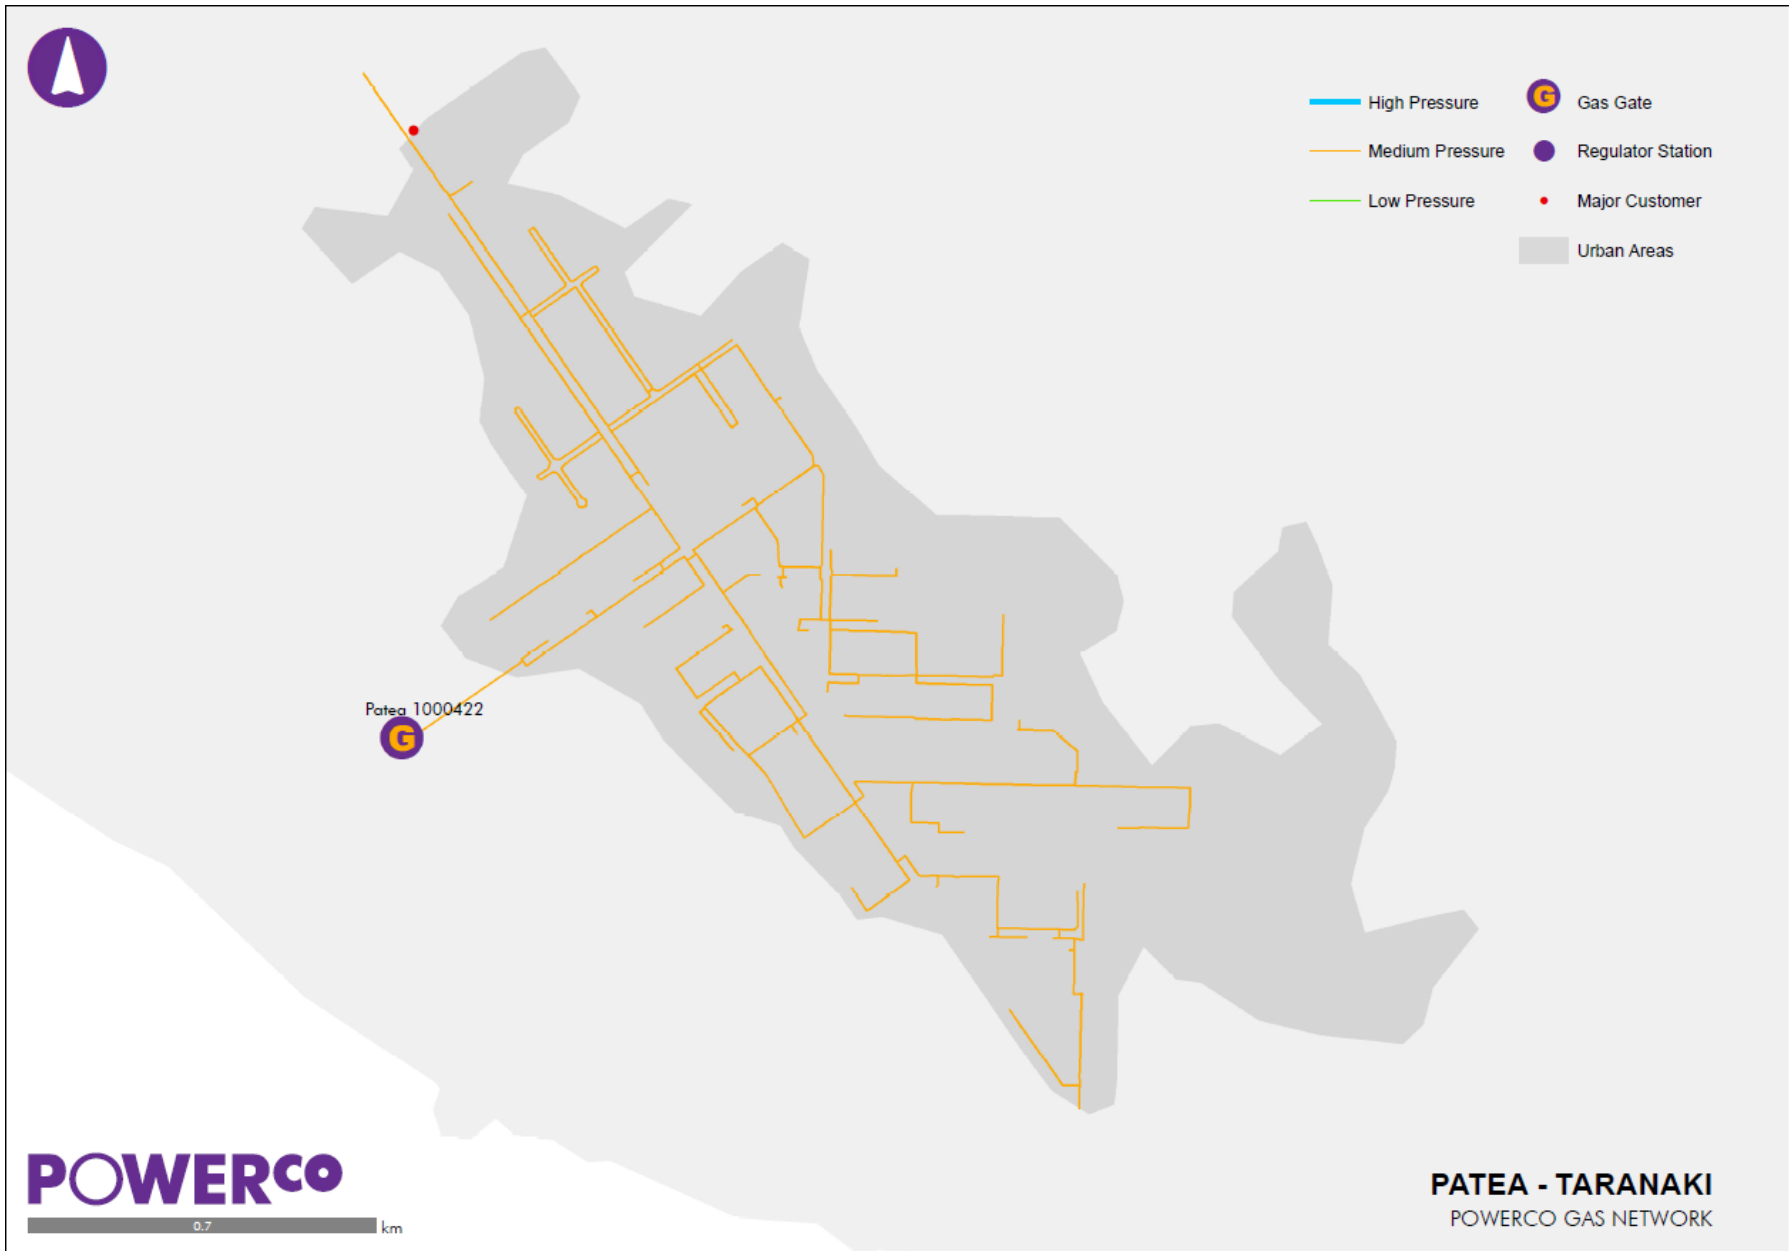 High Pressure
G Gas Gate
Medium Pressure
Regulator Station
Low Pressure
Major Customer
Urban Areas
Patea 1000422
G
POWERCO
0.7 km
PATEA - TARANAKI
POWERCO GAS NETWORK